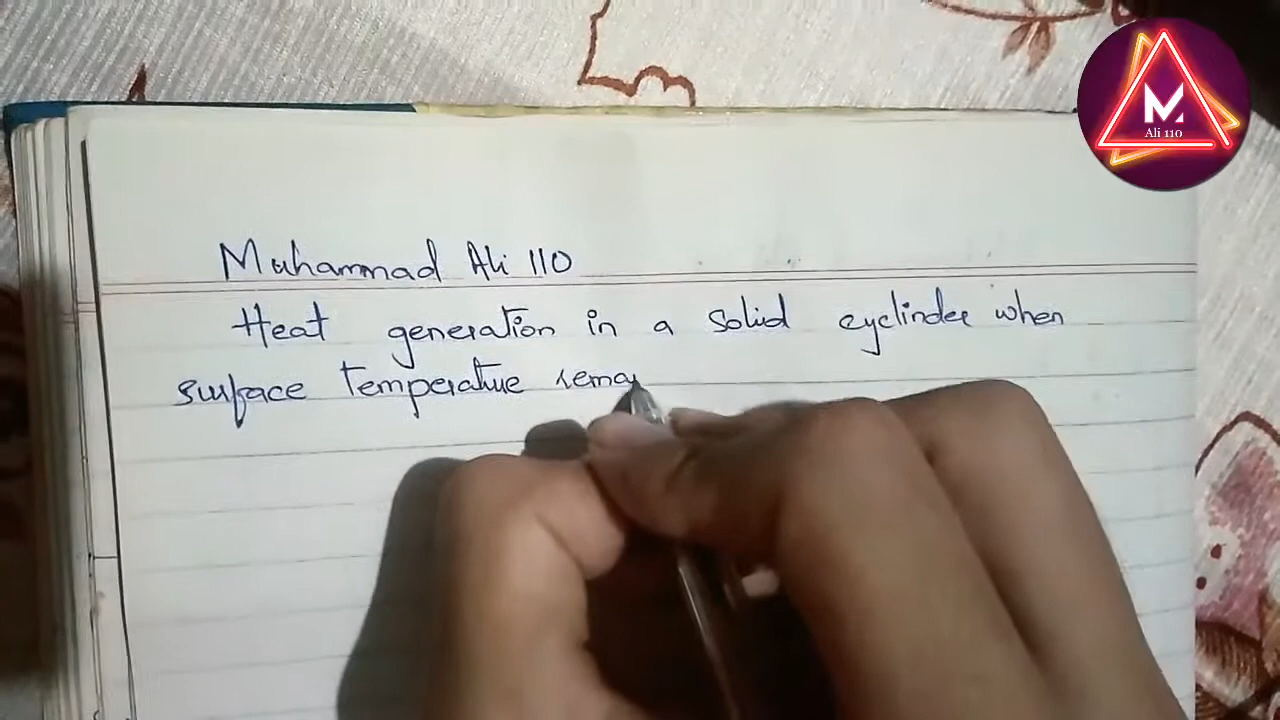 M
Ali 110
Muhammad Ali 110
Heat generation in a solid cyclinder when
surface temperature rema